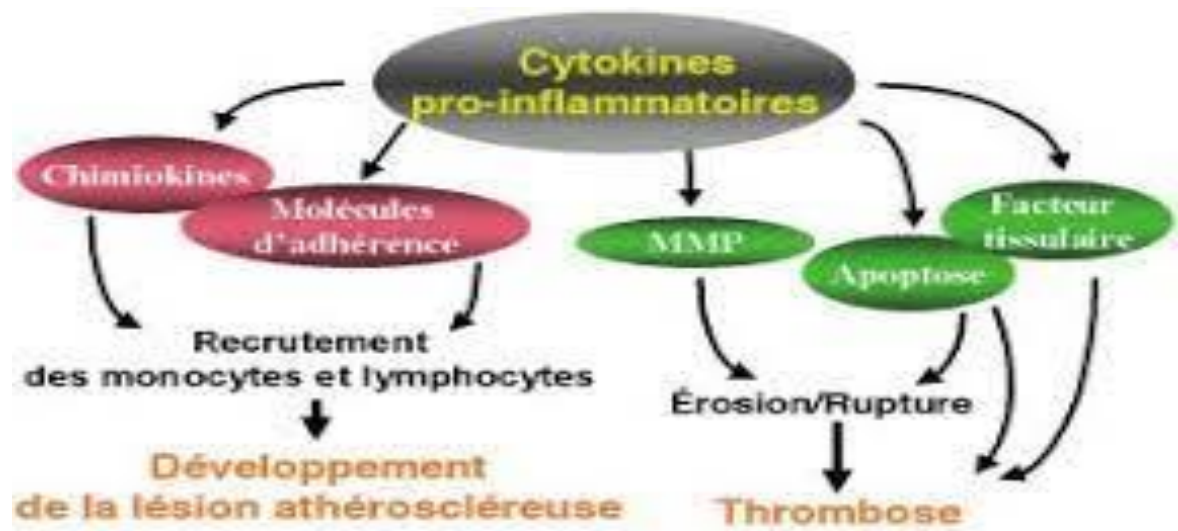 Cytokines
pro-inflammatoires
Chimiokines
Molécules
d'adhérence
MMP
Apoptose
Facteur
tissulaire
Recrutement
des monocytes et lymphocytes
Érosion/Rupture
Développement
de la lésion athéroscléreuse
Thrombose